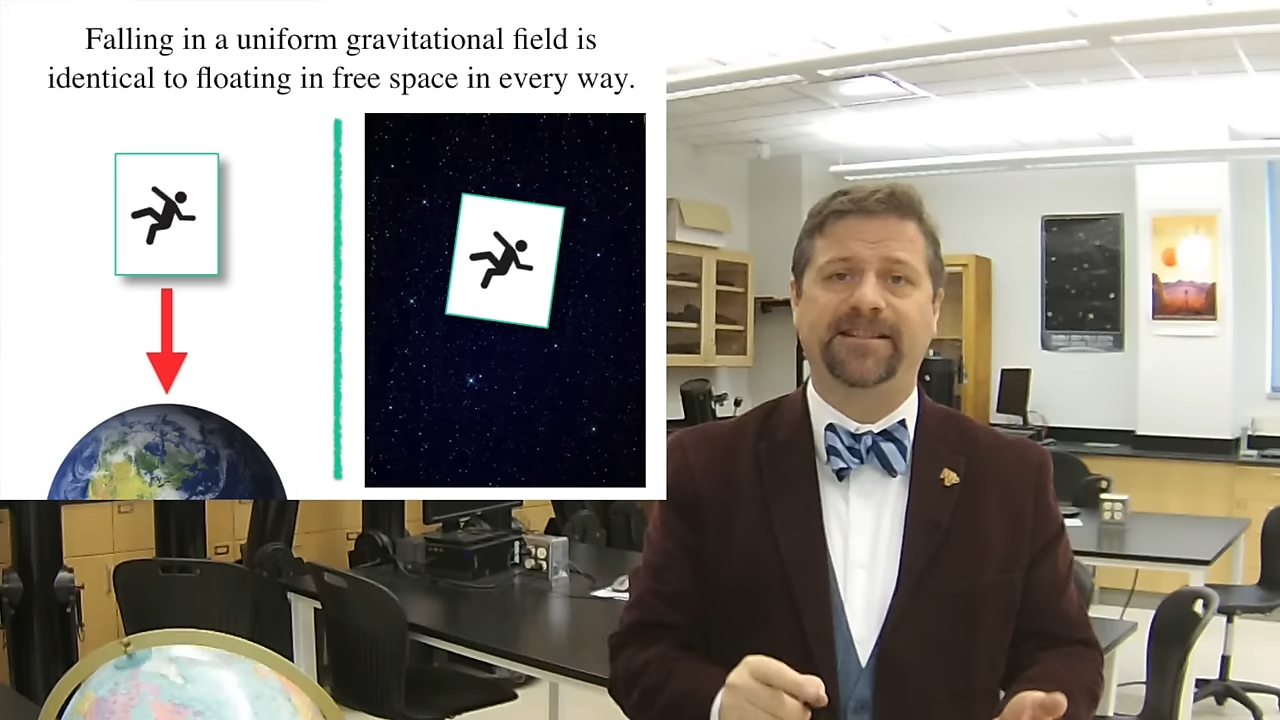 Falling in a uniform gravitational field is
identical to floating in free space in every way.